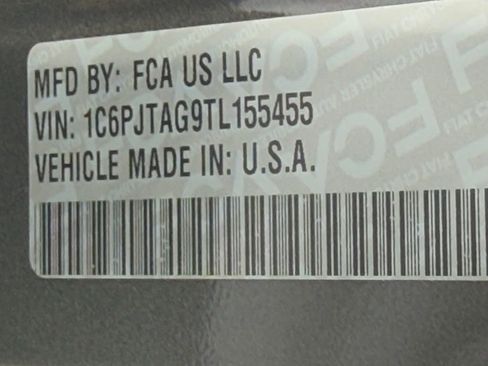 MFD BY: FCA US LLC
VIN: 1C6PJTAG9TL155455
VEHICLE MADE IN: U.S.A.